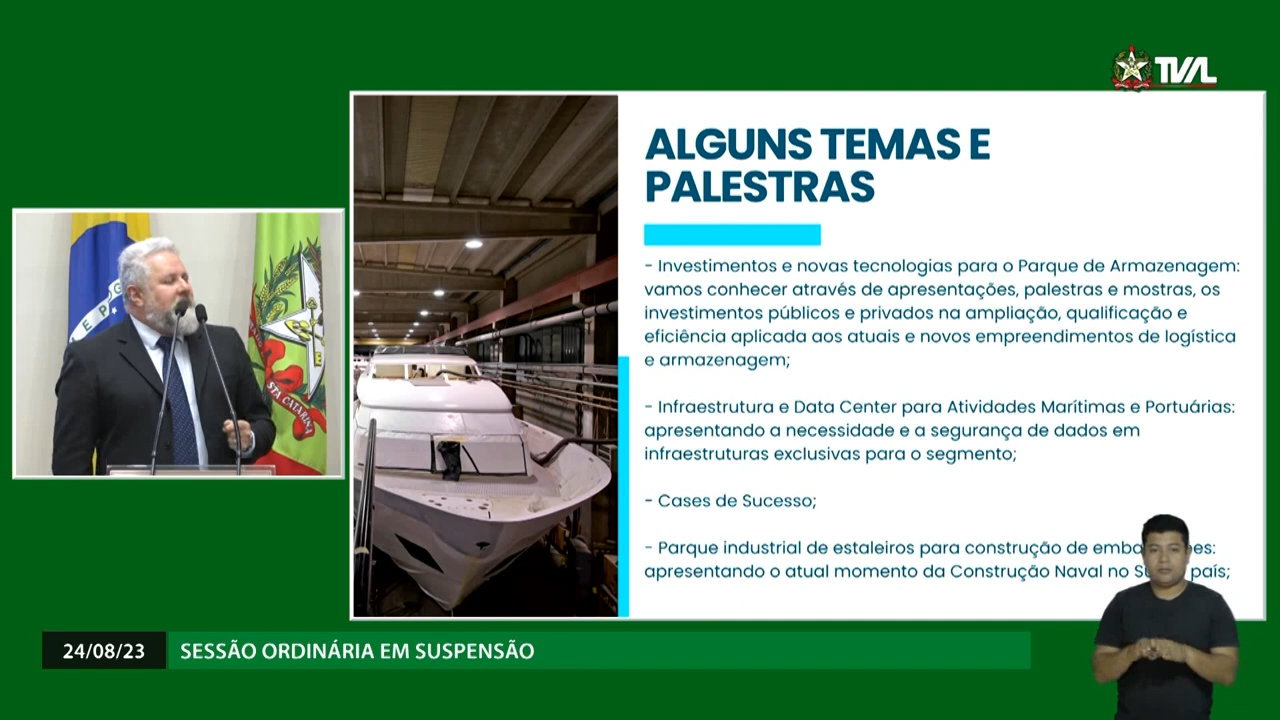 TVAL
ALGUNS TEMAS E
PALESTRAS
- Investimentos e novas tecnologias para o Parque de Armazenagem:
vamos conhecer através de apresentações, palestras e mostras, os
investimentos públicos e privados na ampliação, qualificação e
eficiência aplicada aos atuais e novos empreendimentos de logística
e armazenagem;
- Infraestrutura e Data Center para Atividades Marítimas e Portuárias:
apresentando a necessidade e a segurança de dados em
infraestruturas exclusivas para o segmento;
- Cases de Sucesso;
- Parque industrial de estaleiros para construção de
apresentando o atual momento da Construção Naval no país;
STA CATARINA
24/08/23 SESSÃO ORDINÁRIA EM SUSPENSÃO